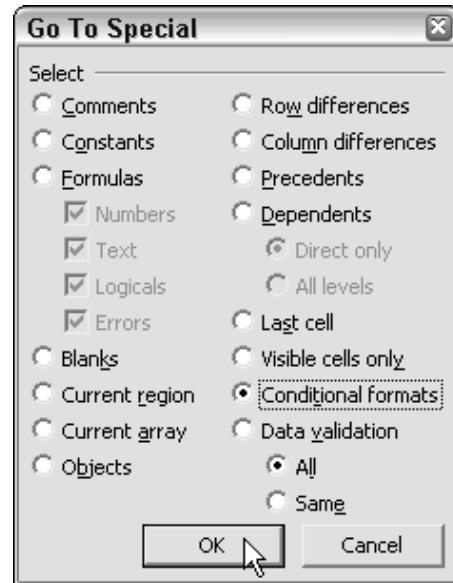 Go To Special
Select
Comments
Constants
Formulas
Numbers
Text
Logicals
Errors
Blanks
Current region
Current array
Objects
Row differences
Column differences
Precedents
Dependents
Direct only
All levels
Last cell
Visible cells only
Conditional formats
Data validation
All
Same
OK
Cancel